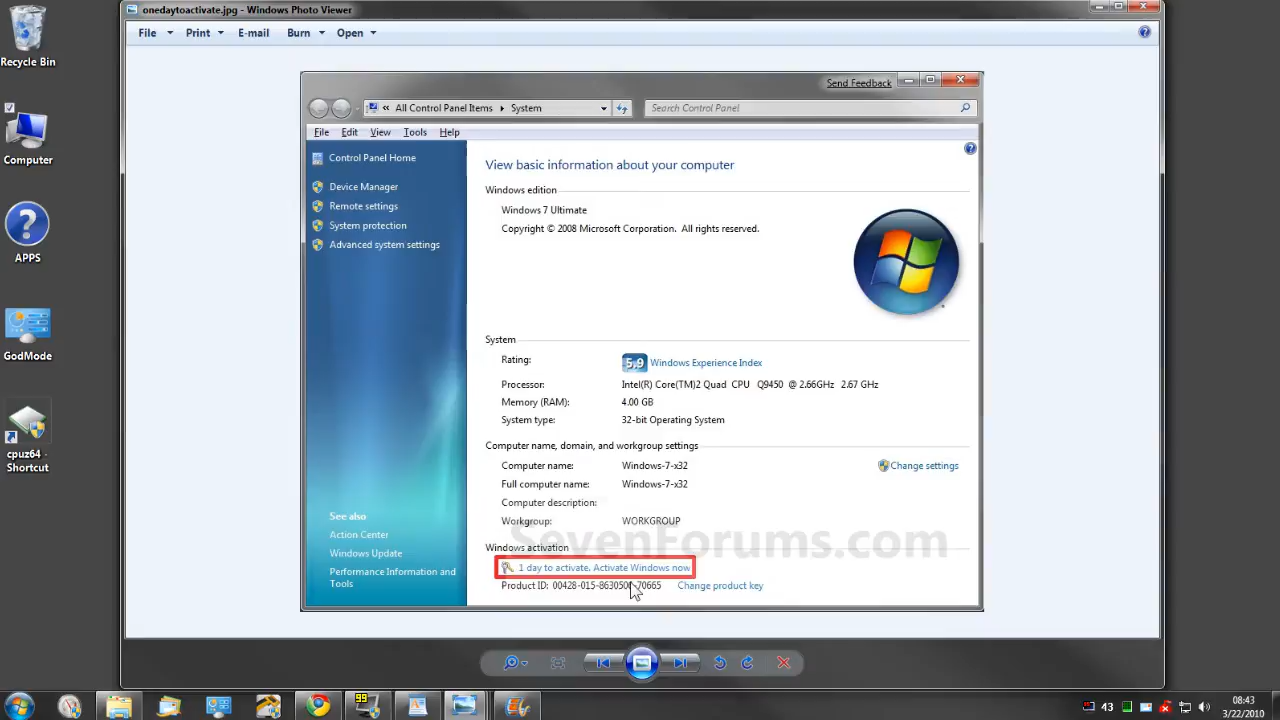 onedaytoactivate.jpg - Windows Photo Viewer
File Print E-mail Burn Open
Recycle Bin
Computer
APPS
GodMode
cpuz64 -
Shortcut
Send Feedback
« All Control Panel Items System
Search Control Panel
File Edit View Tools Help
Control Panel Home
Device Manager
Remote settings
System protection
Advanced system settings
See also
Action Center
Windows Update
Performance Information and
Tools
View basic information about your computer
Windows edition
Windows 7 Ultimate
Copyright © 2008 Microsoft Corporation. All rights reserved.
System
Rating: 5,9 Windows Experience Index
Processor: Intel(R) Core(TM)2 Quad CPU Q9450 @ 2.66GHz 2.67 GHz
Memory (RAM): 4.00 GB
System type: 32-bit Operating System
Computer name, domain, and workgroup settings
Computer name: Windows-7-x32 Change settings
Full computer name: Windows-7-x32
Computer description:
Workgroup: WORKGROUP
SevenForums.com
Windows activation
1 day to activate. Activate Windows now
Product ID: Change product key
99
43
08:43
3/22/2010